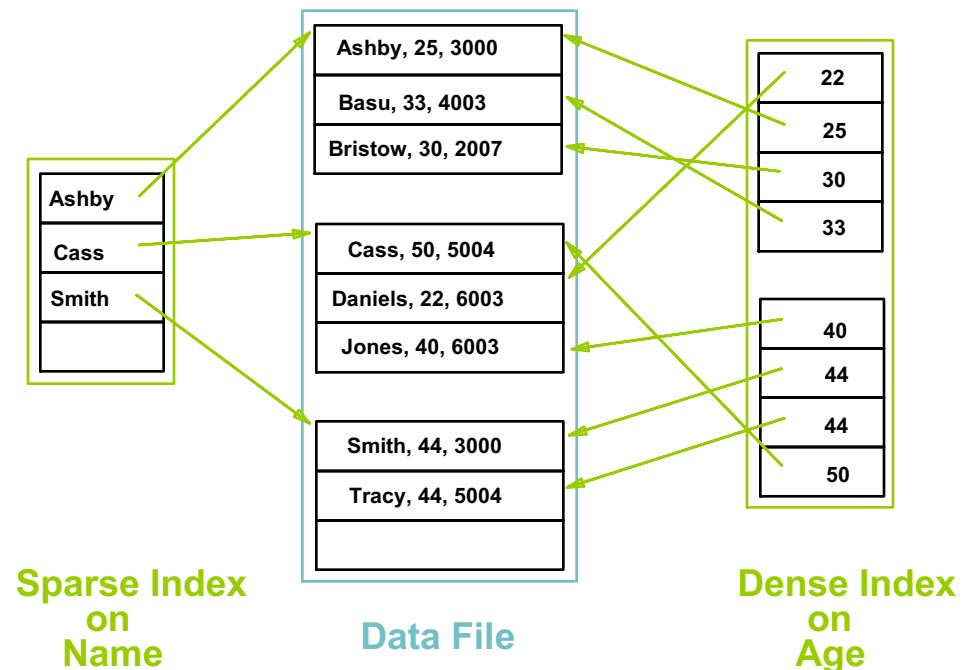 Ashby
Cass
Smith
Sparse Index
on
Name
Ashby, 25, 3000
Basu, 33, 4003
Bristow, 30, 2007
Cass, 50, 5004
Daniels, 22, 6003
Jones, 40, 6003
Smith, 44, 3000
Tracy, 44, 5004
Data File
22
25
30
33
40
44
44
50
Dense Index
on
Age